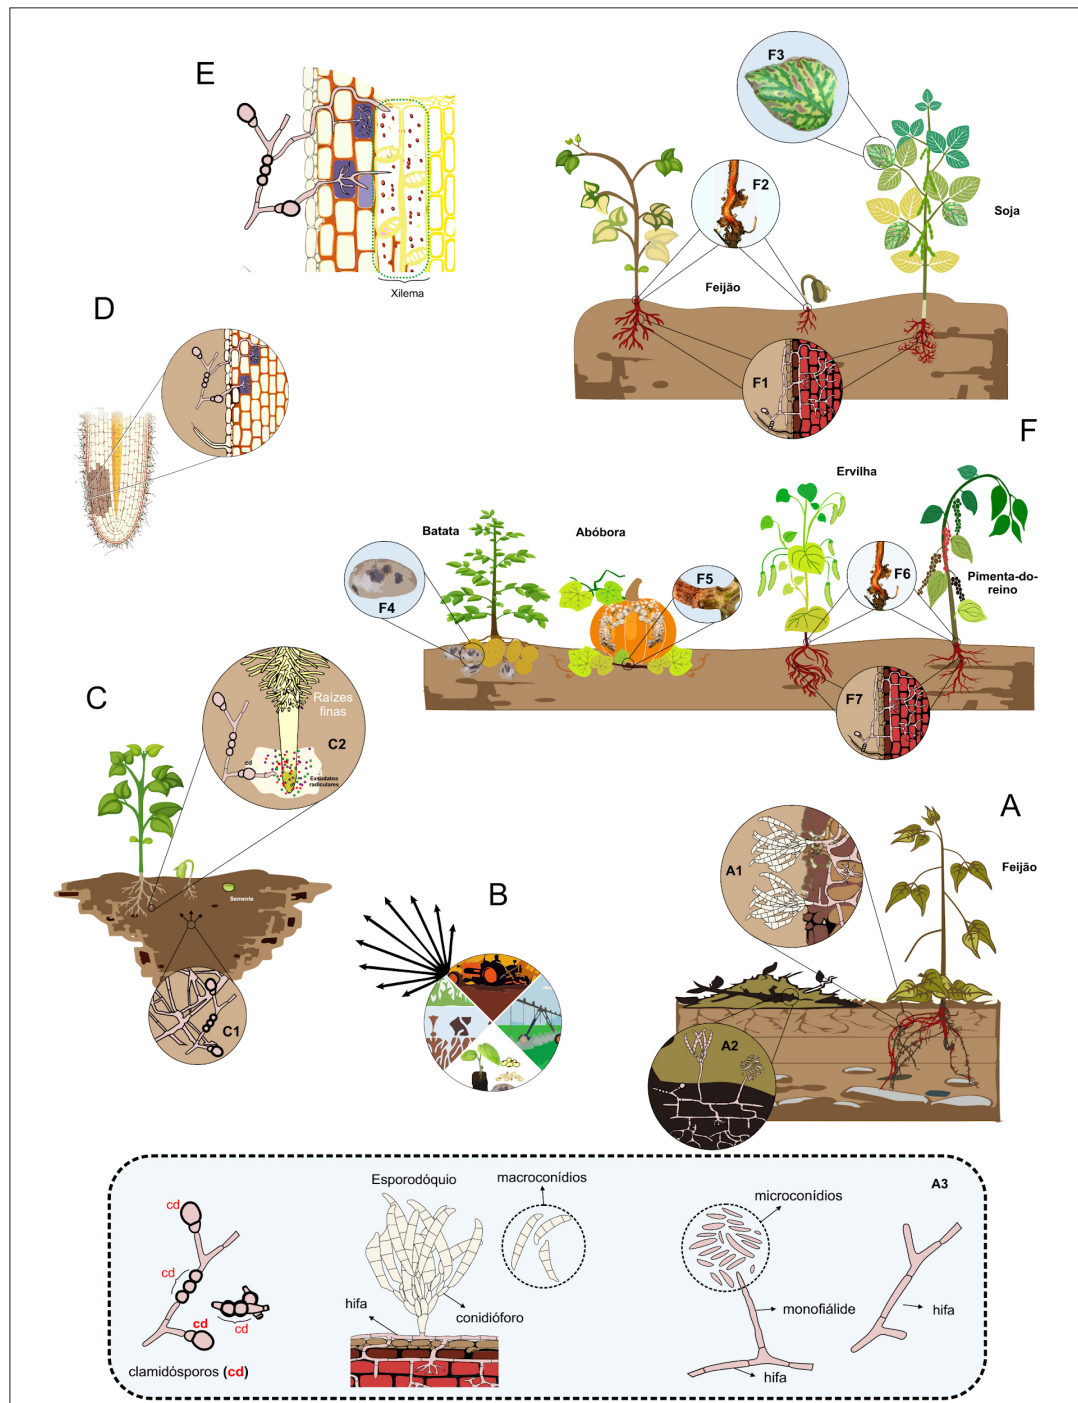 E
F3
F2
Soja
Feijão
Xilema
D
F1
F
Ervilha
Batata
Abóbora
F4
F5
F6
Pimenta-do-
reino
F7
C
Raízes
finas
C2
cd
Exsudatos
radiculares
Semente
C1
B
A
A1
Feijão
A2
A3
Esporodóquio
macroconídios
microconídios
cd
cd
cd
cd
hifa
conidióforo
monofiálide
hifa
hifa
clamidósporos (cd)